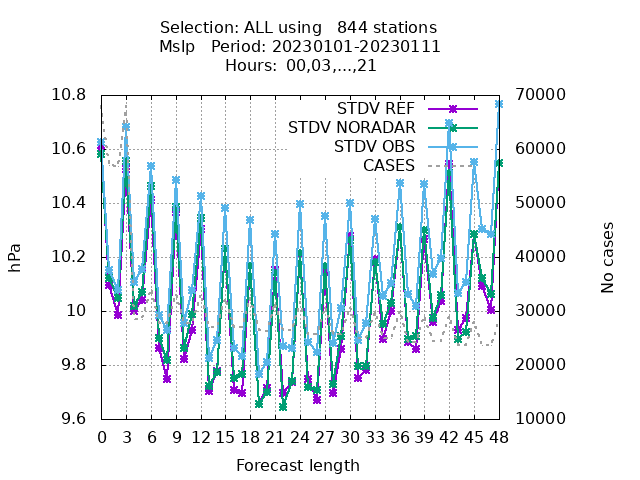 Selection: ALL using   844 stations
Mslp   Period: 20230101-20230111
Hours: 00,03,...,21
10.8
10.6
10.4
10.2
10
9.8
9.6
hPa
70000
60000
50000
40000
30000
20000
10000
No cases
STDV REF
STDV NORADAR
STDV OBS
CASES
0 3 6 9 12 15 18 21 24 27 30 33 36 39 42 45 48
Forecast length